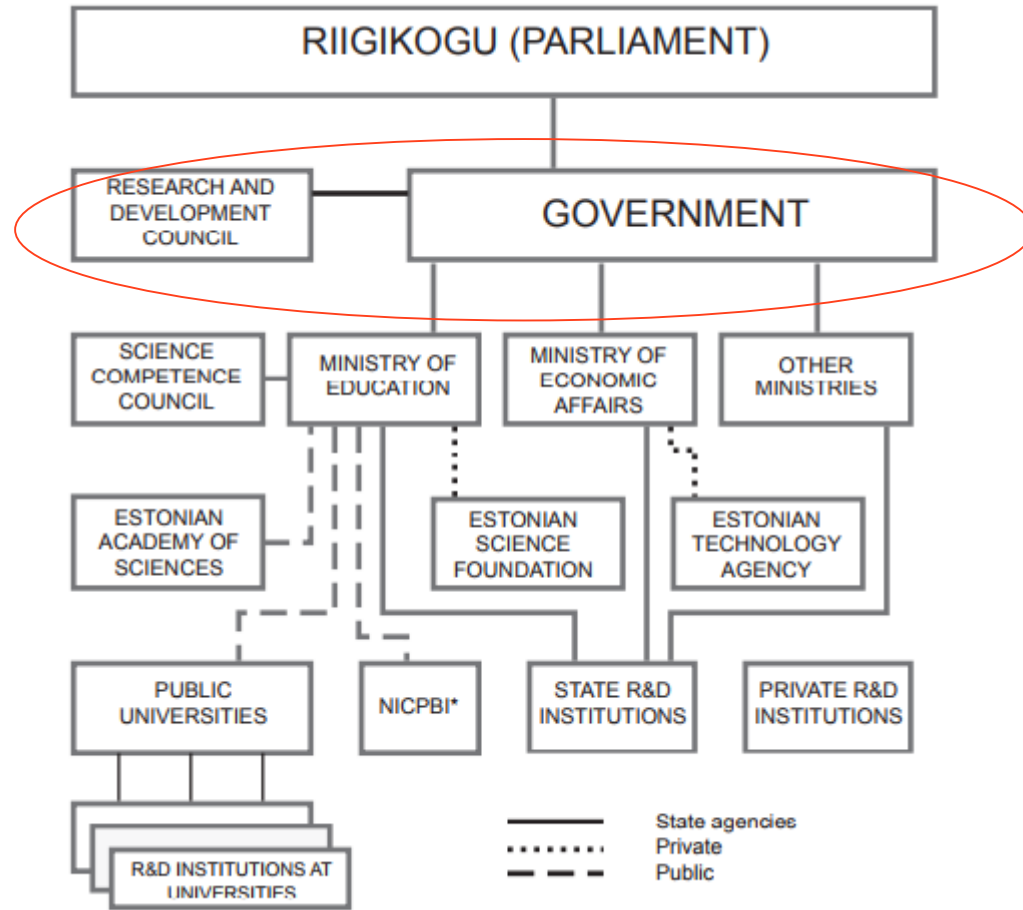 RIIGIKOGU (PARLIAMENT)
RESEARCH AND
DEVELOPMENT
COUNCIL
GOVERNMENT
SCIENCE
COMPETENCE
COUNCIL
MINISTRY OF
EDUCATION
MINISTRY OF
ECONOMIC
AFFAIRS
OTHER
MINISTRIES
ESTONIAN
ACADEMY OF
SCIENCES
ESTONIAN
SCIENCE
FOUNDATION
ESTONIAN
TECHNOLOGY
AGENCY
PUBLIC
UNIVERSITIES
NICPBI*
STATE R&D
INSTITUTIONS
PRIVATE R&D
INSTITUTIONS
R&D INSTITUTIONS AT
UNIVERSITIES
State agencies
Private
Public